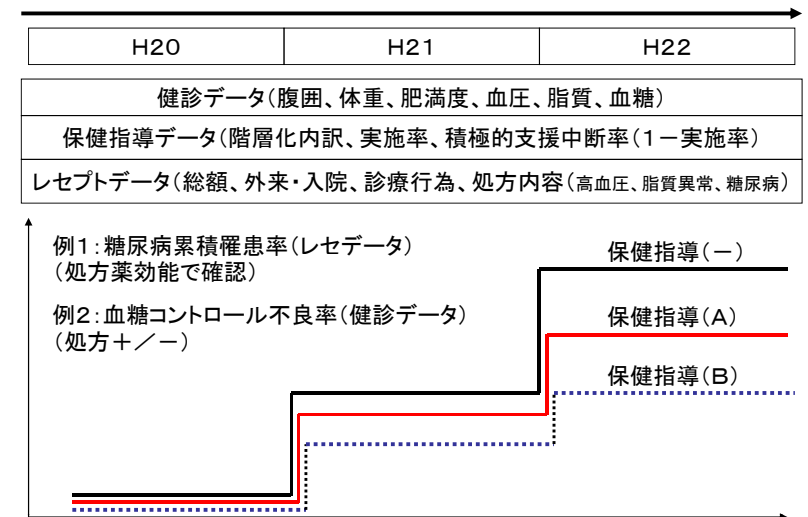 H20 H21 H22
健診データ(腹囲、体重、肥満度、血圧、脂質、血糖)
保健指導データ(階層化内訳、実施率、積極的支援中断率(1-実施率)
レセプトデータ(総額、外来・入院、診療行為、処方内容(高血圧、脂質異常、糖尿病)
例1:糖尿病累積罹患率(レセデータ)
(処方薬効能で確認)
例2:血糖コントロール不良率(健診データ)
(処方+/-)
保健指導(-)
保健指導(A)
保健指導(B)